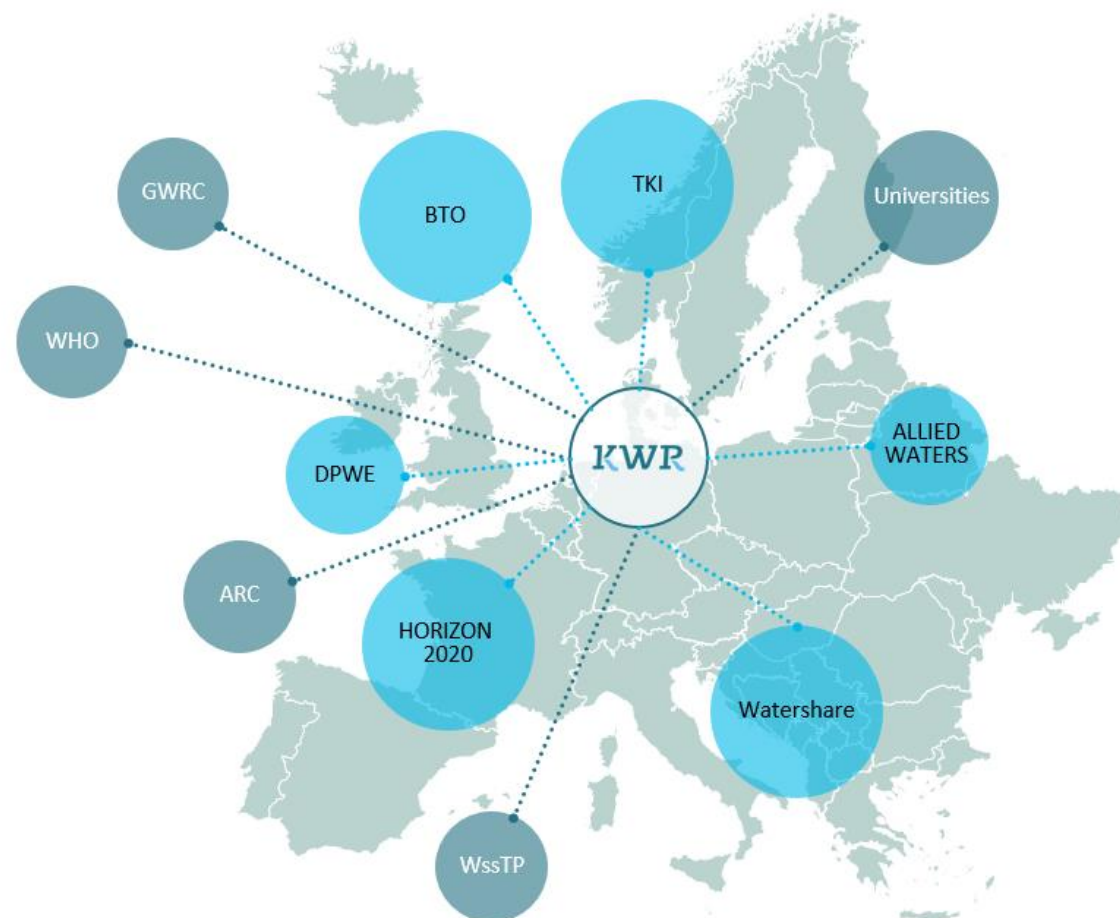 TKI
GWRC
Universities
BTO
WHO
ALLIED
WATERS
KWR
DPWE
ARC
HORIZON
2020
Watershare
WssTP